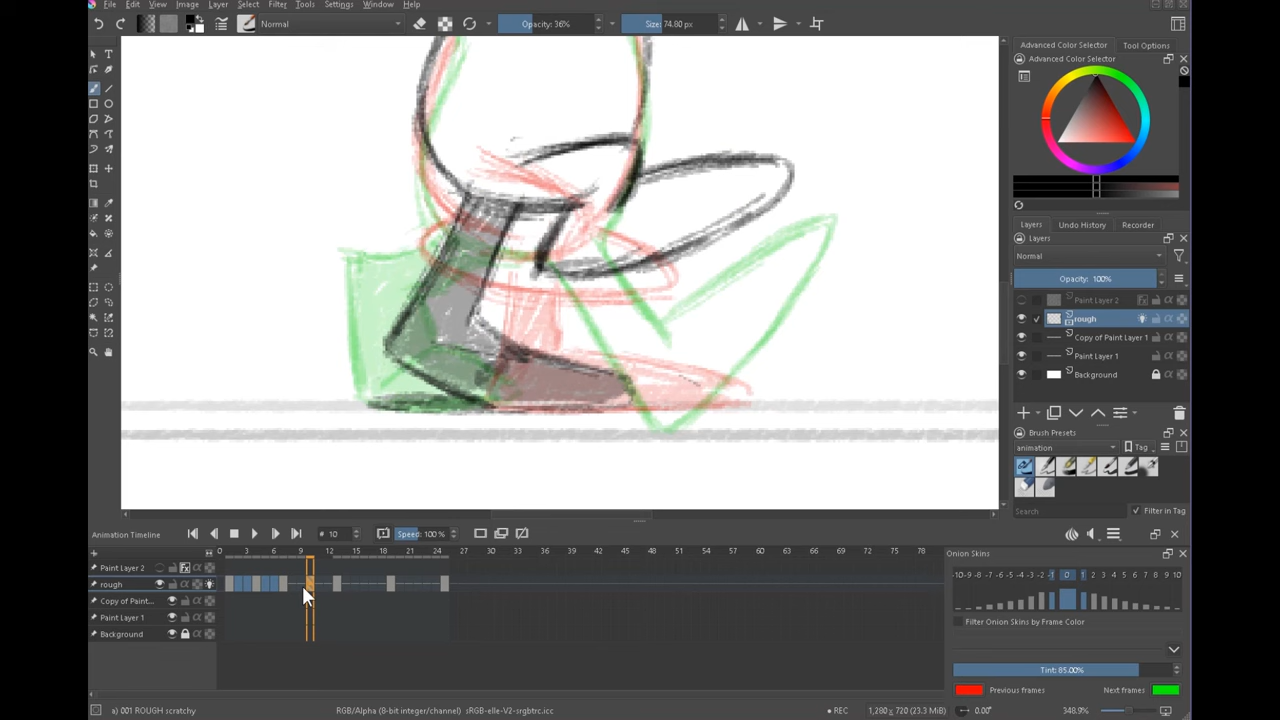 File Edit View Image Layer Select Filter Tools Settings Window Help
Normal Opacity: 36% Size: 74.80 px
Advanced Color Selector Tool Options
Advanced Color Selector
Layers Undo History Recorder
Layers
Normal
Opacity: 100%
Paint Layer 2
rough
Copy of Paint Layer 1
Paint Layer 1
Background
Brush Presets
animation Tag
Search Filter in Tag
Animation Timeline # 10 Speed: 100 %
0 3 6 9 12 15 18 21 24 27 30 33 36 39 42 45 48 51 54 57 60 63 66 69 72 75 78
Paint Layer 2
rough
Copy of Paint...
Paint Layer 1
Background
Onion Skins
-10 -9 -8 -7 -6 -5 -4 -3 -2 -1 0 1 2 3 4 5 6 7 8 9 10
Filter Onion Skins by Frame Color
Tint: 85.00%
Previous frames Next frames
a) 001 ROUGH scratchy RGB/Alpha (8-bit integer/channel) sRGB-elle-V2-srgbtrc.icc REC 1,280 x 720 (23.3 MiB) 0.00° 348.9%